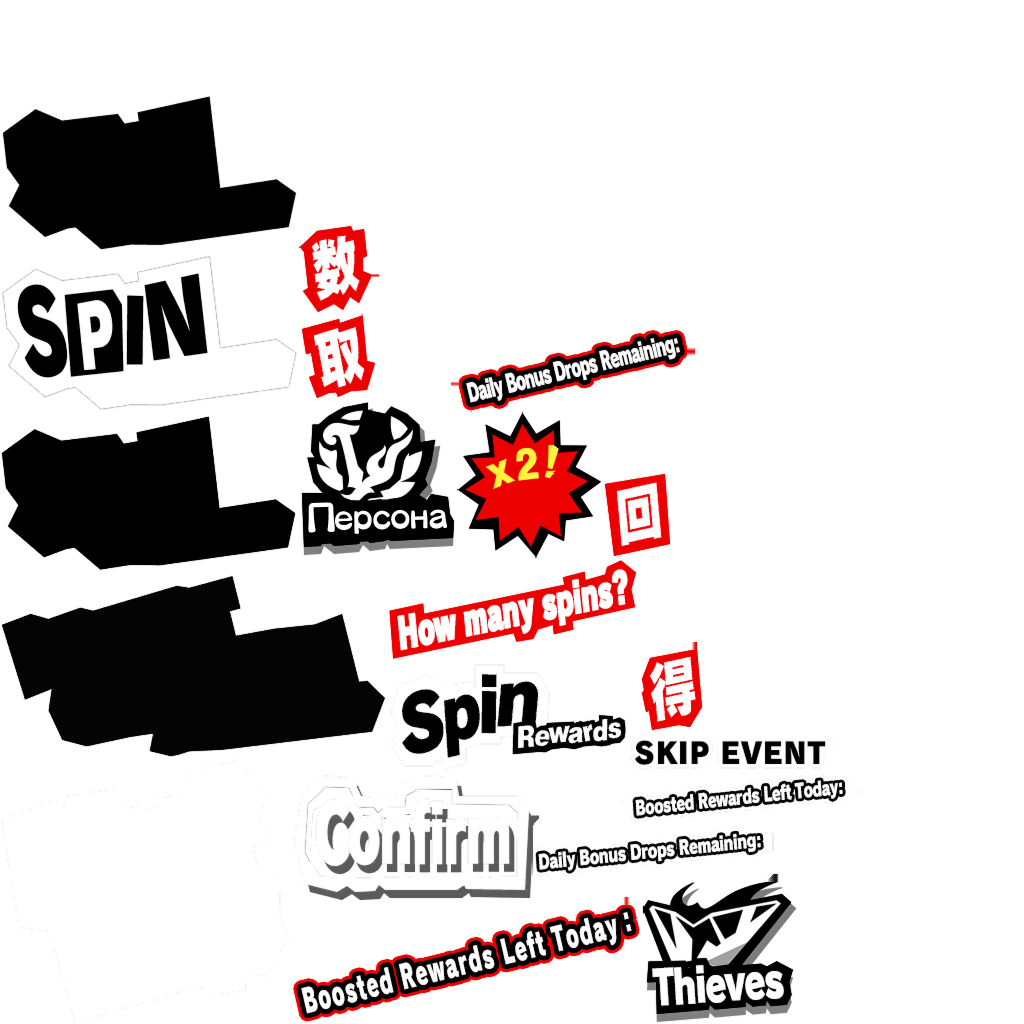 SPIN
数
取
Daily Bonus Drops Remaining:
x2!
Персона
回
How many spins?
得
Spin
Rewards
SKIP EVENT
Boosted Rewards Left Today:
Confirm
Daily Bonus Drops Remaining:
Boosted Rewards Left Today:
Thieves